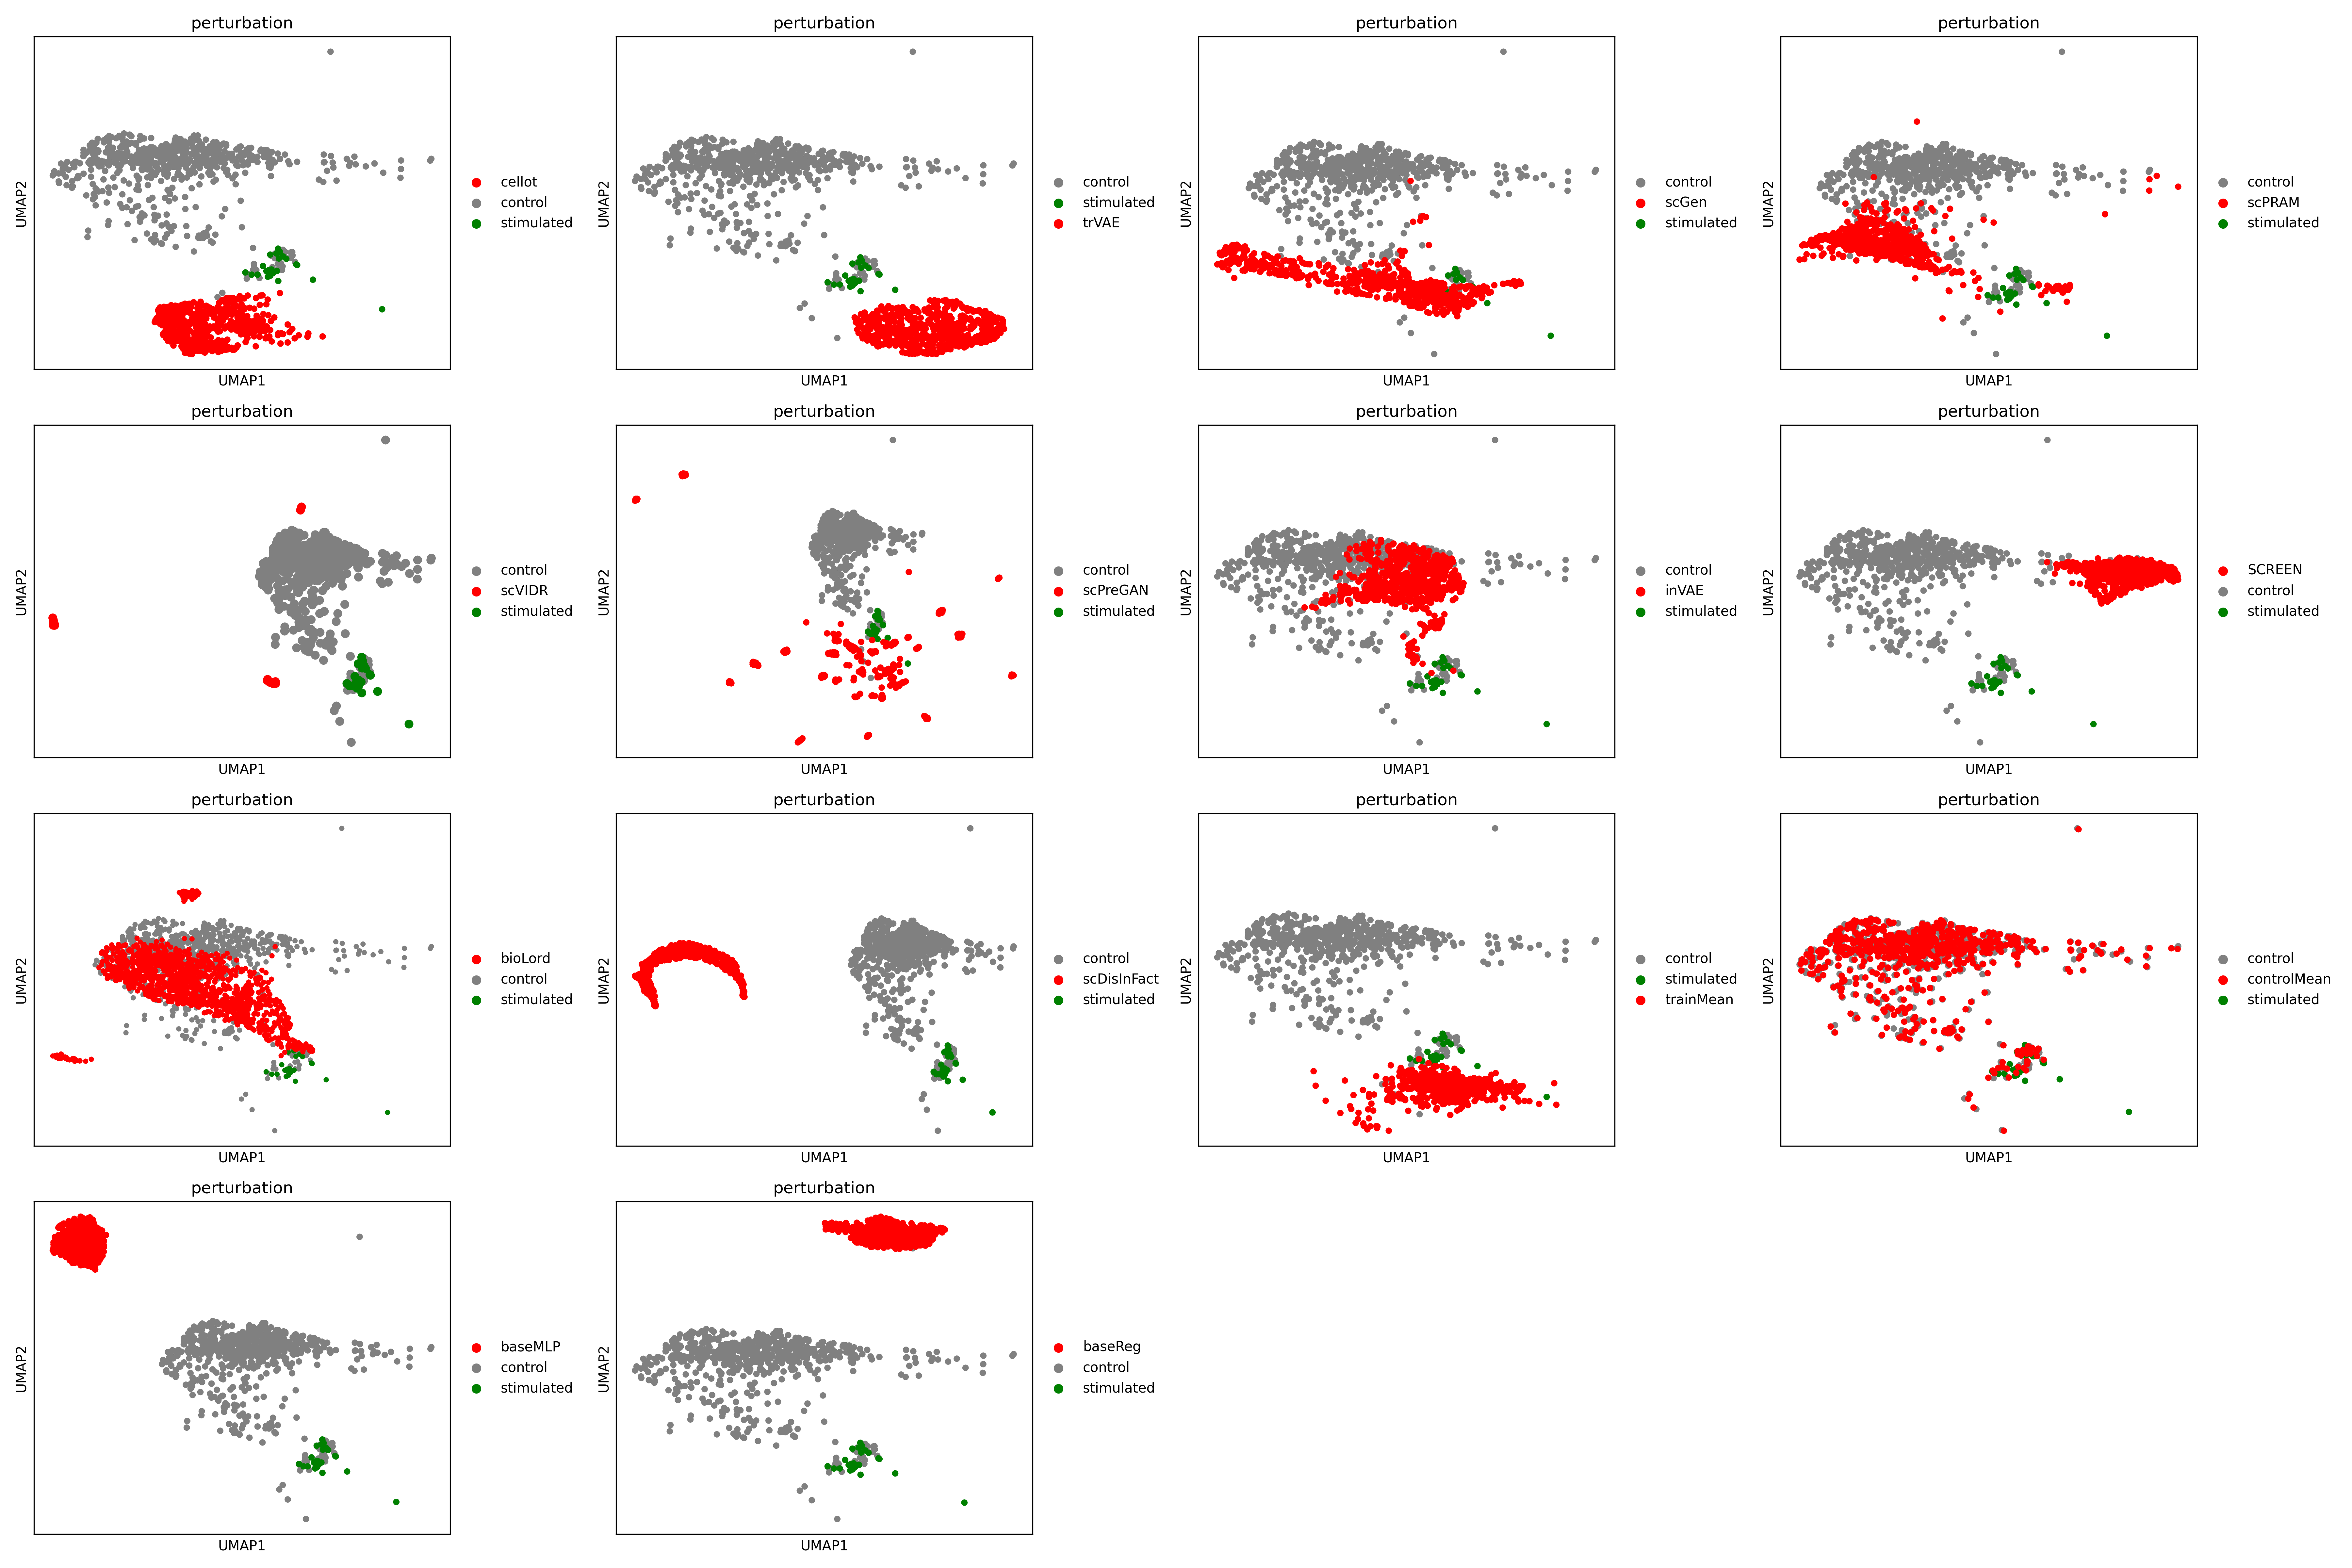 perturbation
UMAP2
UMAP1
cellot
control
stimulated
perturbation
UMAP2
UMAP1
control
stimulated
trVAE
perturbation
UMAP2
UMAP1
control
scGen
stimulated
perturbation
UMAP2
UMAP1
control
scPRAM
stimulated
perturbation
UMAP2
UMAP1
control
scVIDR
stimulated
perturbation
UMAP2
UMAP1
control
scPreGAN
stimulated
perturbation
UMAP2
UMAP1
control
inVAE
stimulated
perturbation
UMAP2
UMAP1
SCREEN
control
stimulated
perturbation
UMAP2
UMAP1
bioLord
control
stimulated
perturbation
UMAP2
UMAP1
control
scDisInFact
stimulated
perturbation
UMAP2
UMAP1
control
stimulated
trainMean
perturbation
UMAP2
UMAP1
control
controlMean
stimulated
perturbation
UMAP2
UMAP1
baseMLP
control
stimulated
perturbation
UMAP2
UMAP1
baseReg
control
stimulated